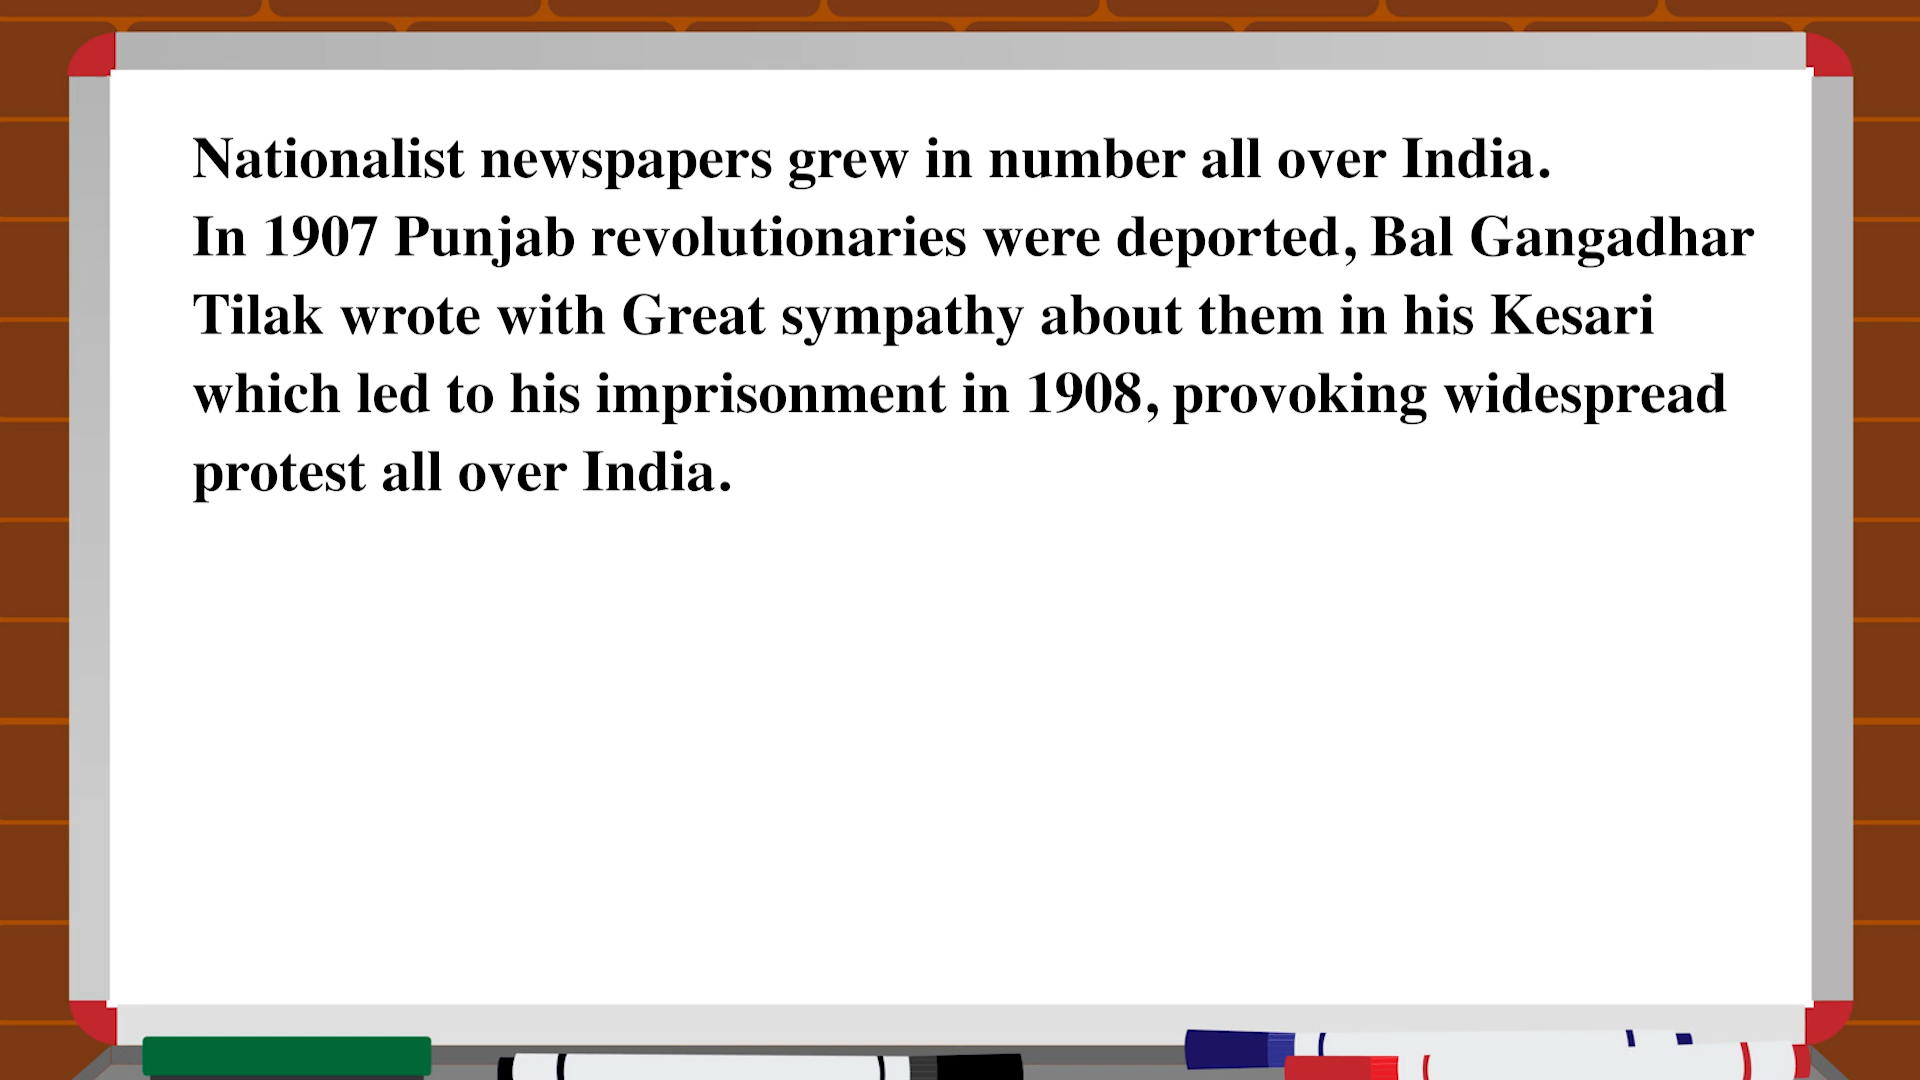 Nationalist newspapers grew in number all over India.
In 1907 Punjab revolutionaries were deported, Bal Gangadhar
Tilak wrote with Great sympathy about them in his Kesari
which led to his imprisonment in 1908, provoking widespread
protest all over India.